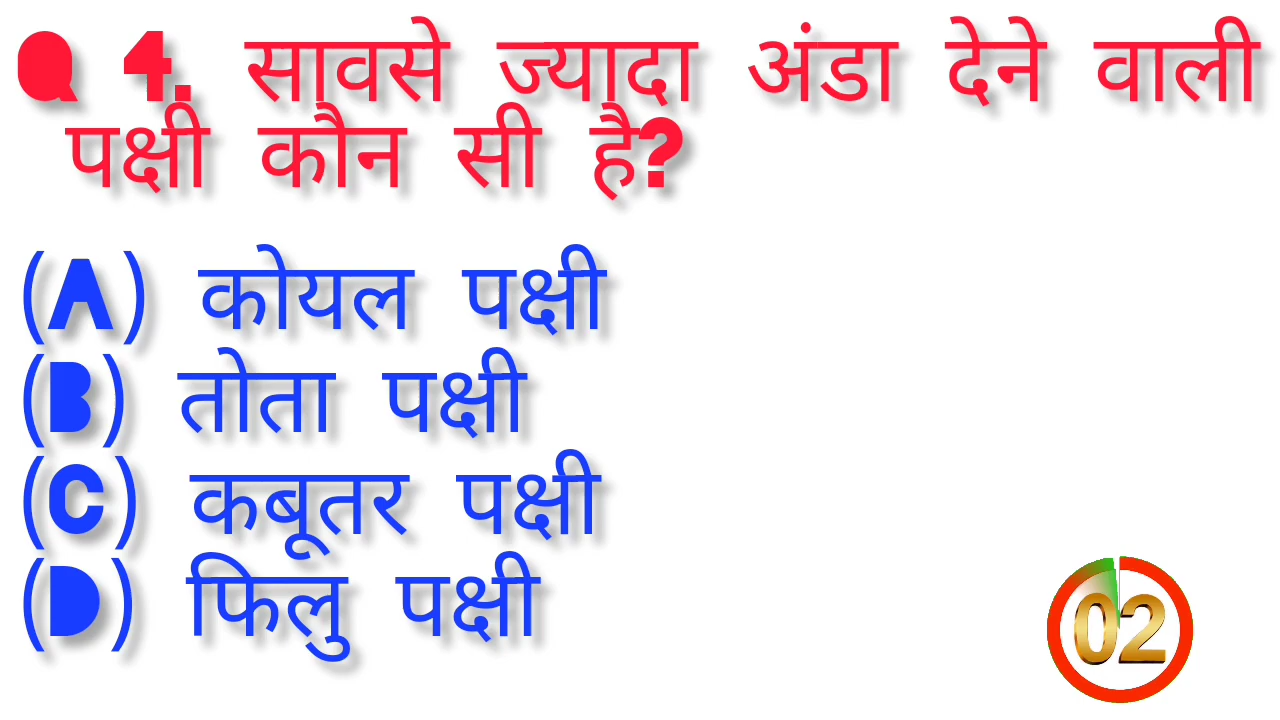 Q 4. सावसे ज्यादा अंडा देने वाली
पक्षी कौन सी है?
(A) कोयल पक्षी
(B) तोता पक्षी
(C) कबूतर पक्षी
(D) फिलु पक्षी
02